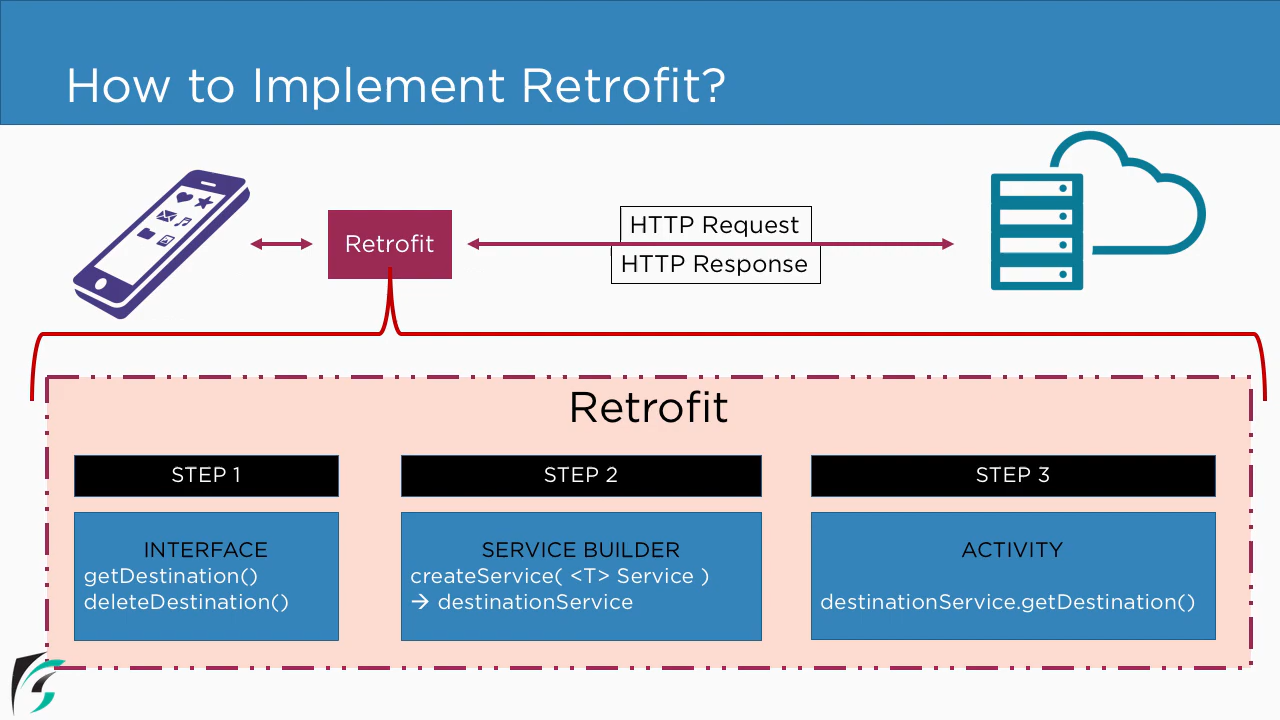 How to Implement Retrofit?
Retrofit
HTTP Request
HTTP Response
Retrofit
STEP 1
INTERFACE
getDestination()
deleteDestination()
STEP 2
SERVICE BUILDER
createService( <T> Service )
→ destinationService
STEP 3
ACTIVITY
destinationService.getDestination()